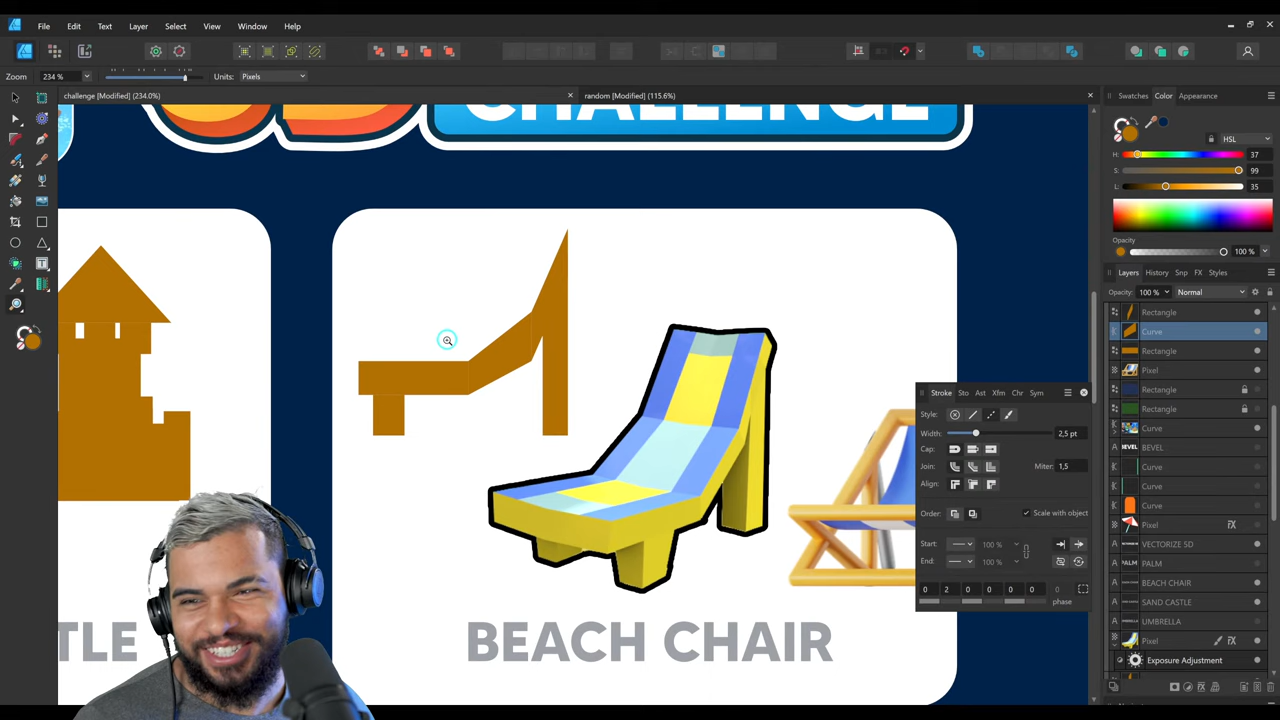 File Edit Text Layer Select View Window Help
Zoom 234 % Units: Pixels
challenge [Modified] (234.0%) × random [Modified] (115.6%) ×
CHALLENGE
TLE
BEACH CHAIR
Swatches Color Appearance
HSL
H: 37
S: 99
L: 35
Opacity
100 %
Layers History Snp FX Styles
Opacity: 100 % Normal
Rectangle
Curve
Rectangle
Pixel
Rectangle
Rectangle
Curve
BEVEL BEVEL
Curve
Curve
Curve
Pixel FX
A VECTORIZE 5D
A PALM
A BEACH CHAIR
A SAND CASTLE
A UMBRELLA
Pixel FX
Exposure Adjustment
Stroke Sto Ast Xfm Chr Sym
Style:
Width: 2,5 pt
Cap:
Join: Miter: 1,5
Align:
Order: Scale with object
Start: 100 %
End: 100 %
0 2 0 0 0 0 0
phase